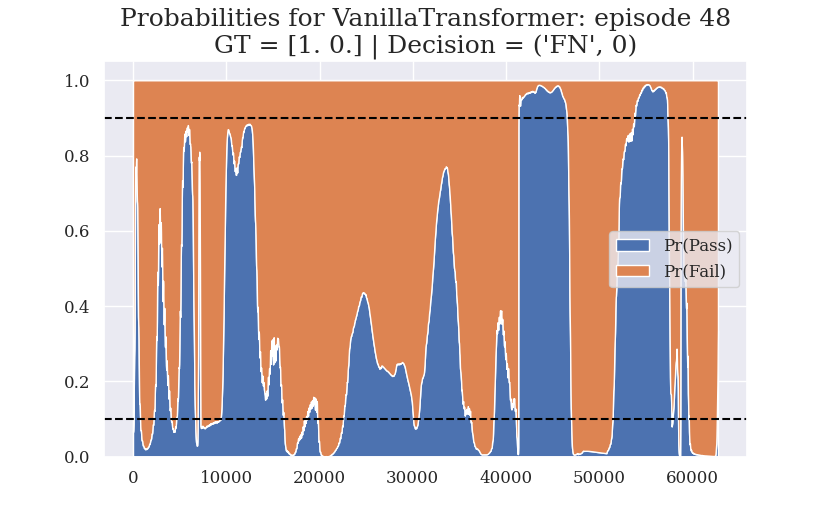 Probabilities for VanillaTransformer: episode 48
GT = [1. 0.] | Decision = ('FN', 0)
1.0
0.8
0.6
0.4
0.2
0.0
Pr(Pass)
Pr(Fail)
0 10000 20000 30000 40000 50000 60000